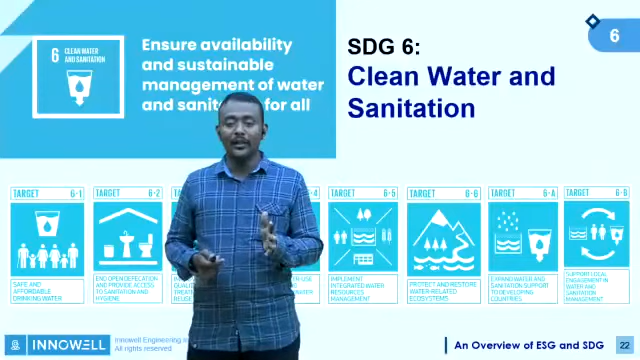 6
CLEAN WATER
AND SANITATION
Ensure availability
and sustainable
management of water
and for all
SDG 6:
Clean Water and
Sanitation
6
TARGET 6·1
SAFE AND
AFFORDABLE
DRINKING WATER
TARGET 6·2
END OPEN DEFECATION
AND PROVIDE ACCESS
TO SANITATION AND
HYGIENE
TARGET 6·5
IMPLEMENT
INTEGRATED WATER
RESOURCES
MANAGEMENT
TARGET 6·6
PROTECT AND RESTORE
WATER-RELATED
ECOSYSTEMS
TARGET 6·A
EXPAND WATER AND
SANITATION SUPPORT
TO DEVELOPING
COUNTRIES
TARGET 6·B
SUPPORT LOCAL
ENGAGEMENT IN
WATER AND
SANITATION
MANAGEMENT
INNOWELL
Innowell Engineering
All rights reserved
An Overview of ESG and SDG
22